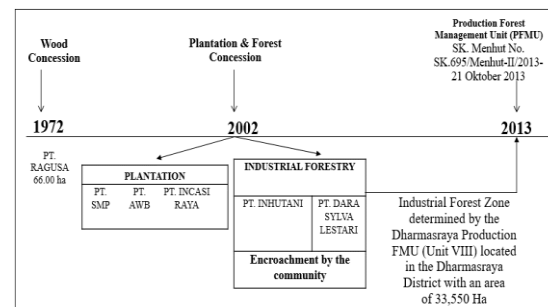 Wood
Concession
Plantation & Forest
Concession
Production Forest
Management Unit (PFMU)
SK. Menhut No.
SK.695/Menhut-II/2013-
21 Oktober 2013
1972
2002
2013
PT.
RAGUSA
66.00 ha
PLANTATION
PT.
SMP
PT.
AWB
PT. INCASI
RAYA
INDUSTRIAL FORESTRY
PT. INHUTANI
PT. DARA
SYLVA
LESTARI
Encroachment by the
community
Industrial Forest Zone
determined by the
Dharmasraya Production
FMU (Unit VIII) located
in the Dharmasraya
District with an area
of 33,550 Ha